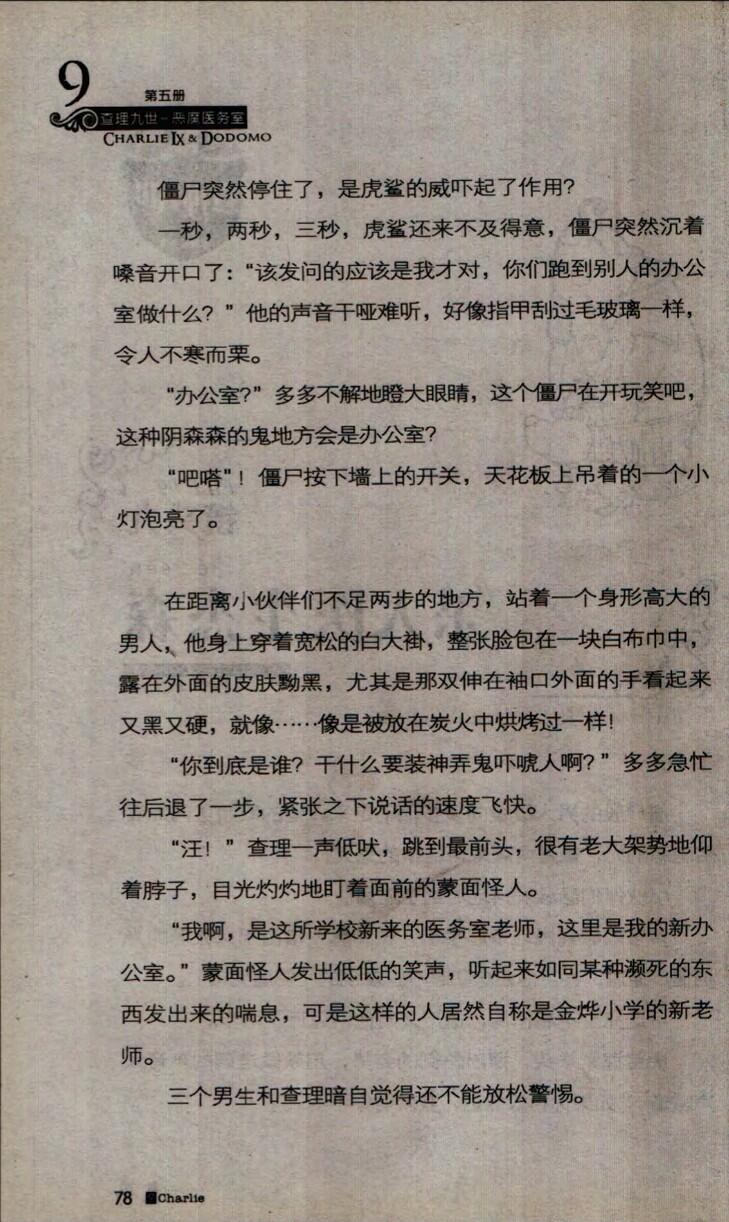 9
第五册
查理九世-恶魔医务室
CHARLIE IX & DODOMO
僵尸突然停住了，是虎鲨的威吓起了作用？
一秒，两秒，三秒，虎鲨还来不及得意，僵尸突然沉着
嗓音开口了：“该发问的应该是我才对，你们跑到别人的办公
室做什么？”他的声音干哑难听，好像指甲刮过毛玻璃一样，
令人不寒而栗。
“办公室？”多多不解地瞪大眼睛，这个僵尸在开玩笑吧，
这种阴森森的鬼地方会是办公室？
“吧嗒”！僵尸按下墙上的开关，天花板上吊着的一个小
灯泡亮了。
在距离小伙伴们不足两步的地方，站着一个身形高大的
男人，他身上穿着宽松的白大褂，整张脸包在一块白布巾中，
露在外面的皮肤黝黑，尤其是那双伸在袖口外面的手看起来
又黑又硬，就像……像是被放在炭火中烘烤过一样！
“你到底是谁？干什么要装神弄鬼吓唬人啊？”多多急忙
往后退了一步，紧张之下说话的速度飞快。
“汪！”查理一声低吠，跳到最前头，很有老大架势地仰
着脖子，目光灼灼地盯着面前的蒙面怪人。
“我啊，是这所学校新来的医务室老师，这里是我的新办
公室。”蒙面怪人发出低低的笑声，听起来如同某种濒死的东
西发出来的喘息，可是这样的人居然自称是金烨小学的新老
师。
三个男生和查理暗自觉得还不能放松警惕。
78 Charlie